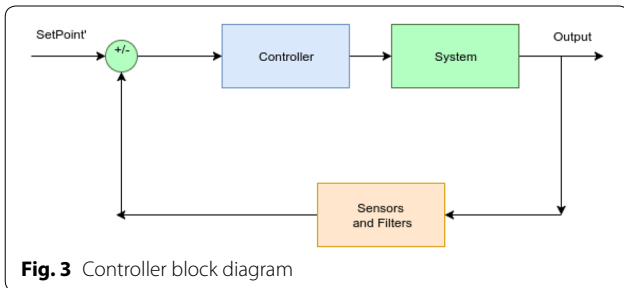 SetPoint'
+/-
Controller
System
Output
Sensors
and Filters
Fig. 3 Controller block diagram